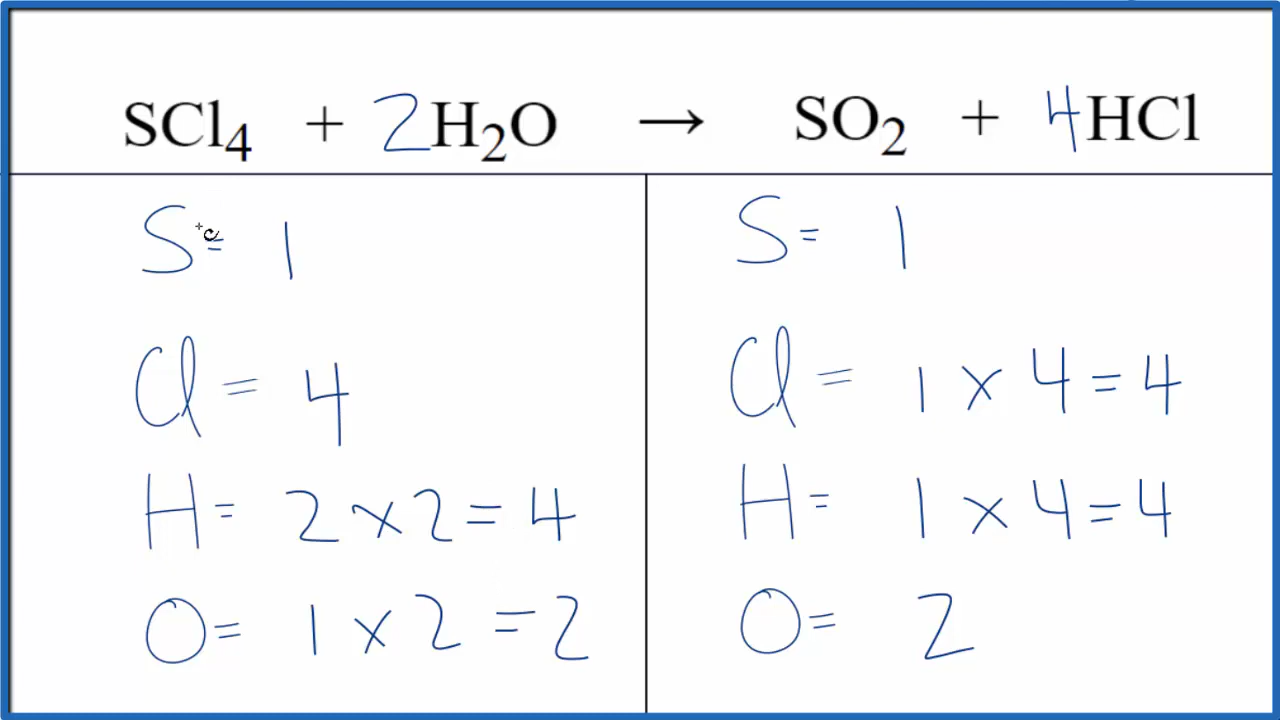 SCl₄ + 2H₂O → SO₂ + 4HCl
S = 1
Cl = 4
H = 2 x 2 = 4
O = 1 x 2 = 2
S = 1
Cl = 1 x 4 = 4
H = 1 x 4 = 4
O = 2